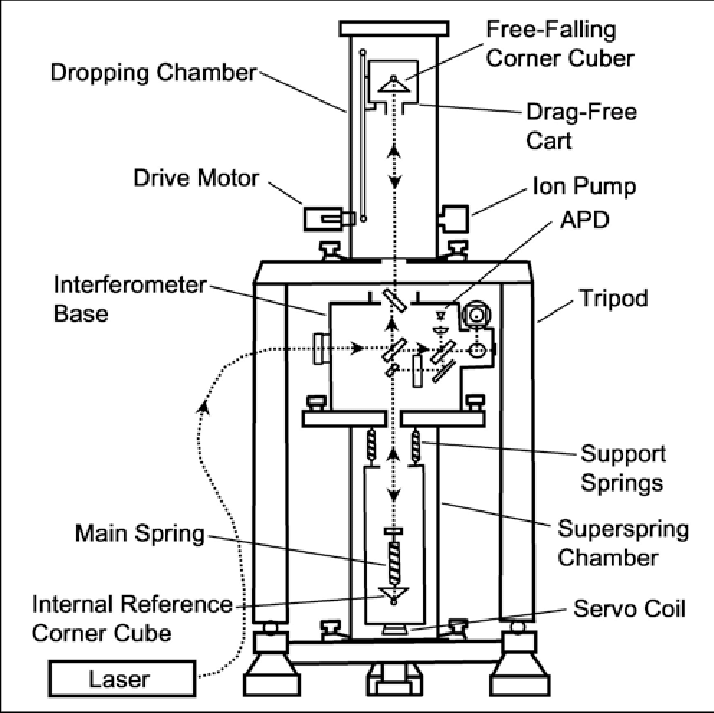 Free-Falling
Corner Cuber
Dropping Chamber
Drag-Free
Cart
Drive Motor
Ion Pump
APD
Interferometer
Base
Tripod
Support
Springs
Main Spring
Superspring
Chamber
Internal Reference
Corner Cube
Servo Coil
Laser